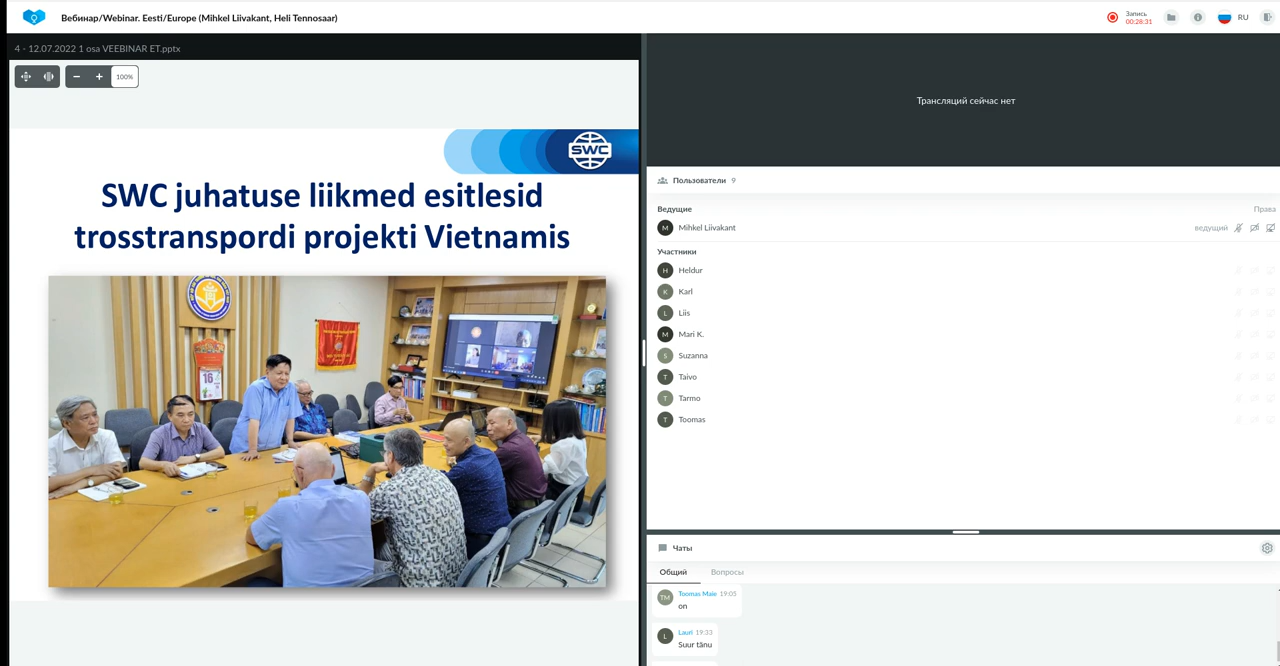 Вебинар/Webinar. Eesti/Europe (Mihkel Liivakant, Heli Tennosaar)
Запись
00:28:31
RU
4 - 12.07.2022 1 osa VEEBINAR ET.pptx
100%
SWC
SWC juhatuse liikmed esitlesid
trosstranspordi projekti Vietnamis
16
Трансляций сейчас нет
Пользователи 9
Ведущие Права
M Mihkel Liivakant ведущий
Участники
H Heldur
K Karl
L Liis
M Mari K.
S Suzanna
T Taivo
T Tarmo
T Toomas
Чаты
Общий Вопросы
TM Toomas Maie 19:05
on
L Lauri 19:33
Suur tänu